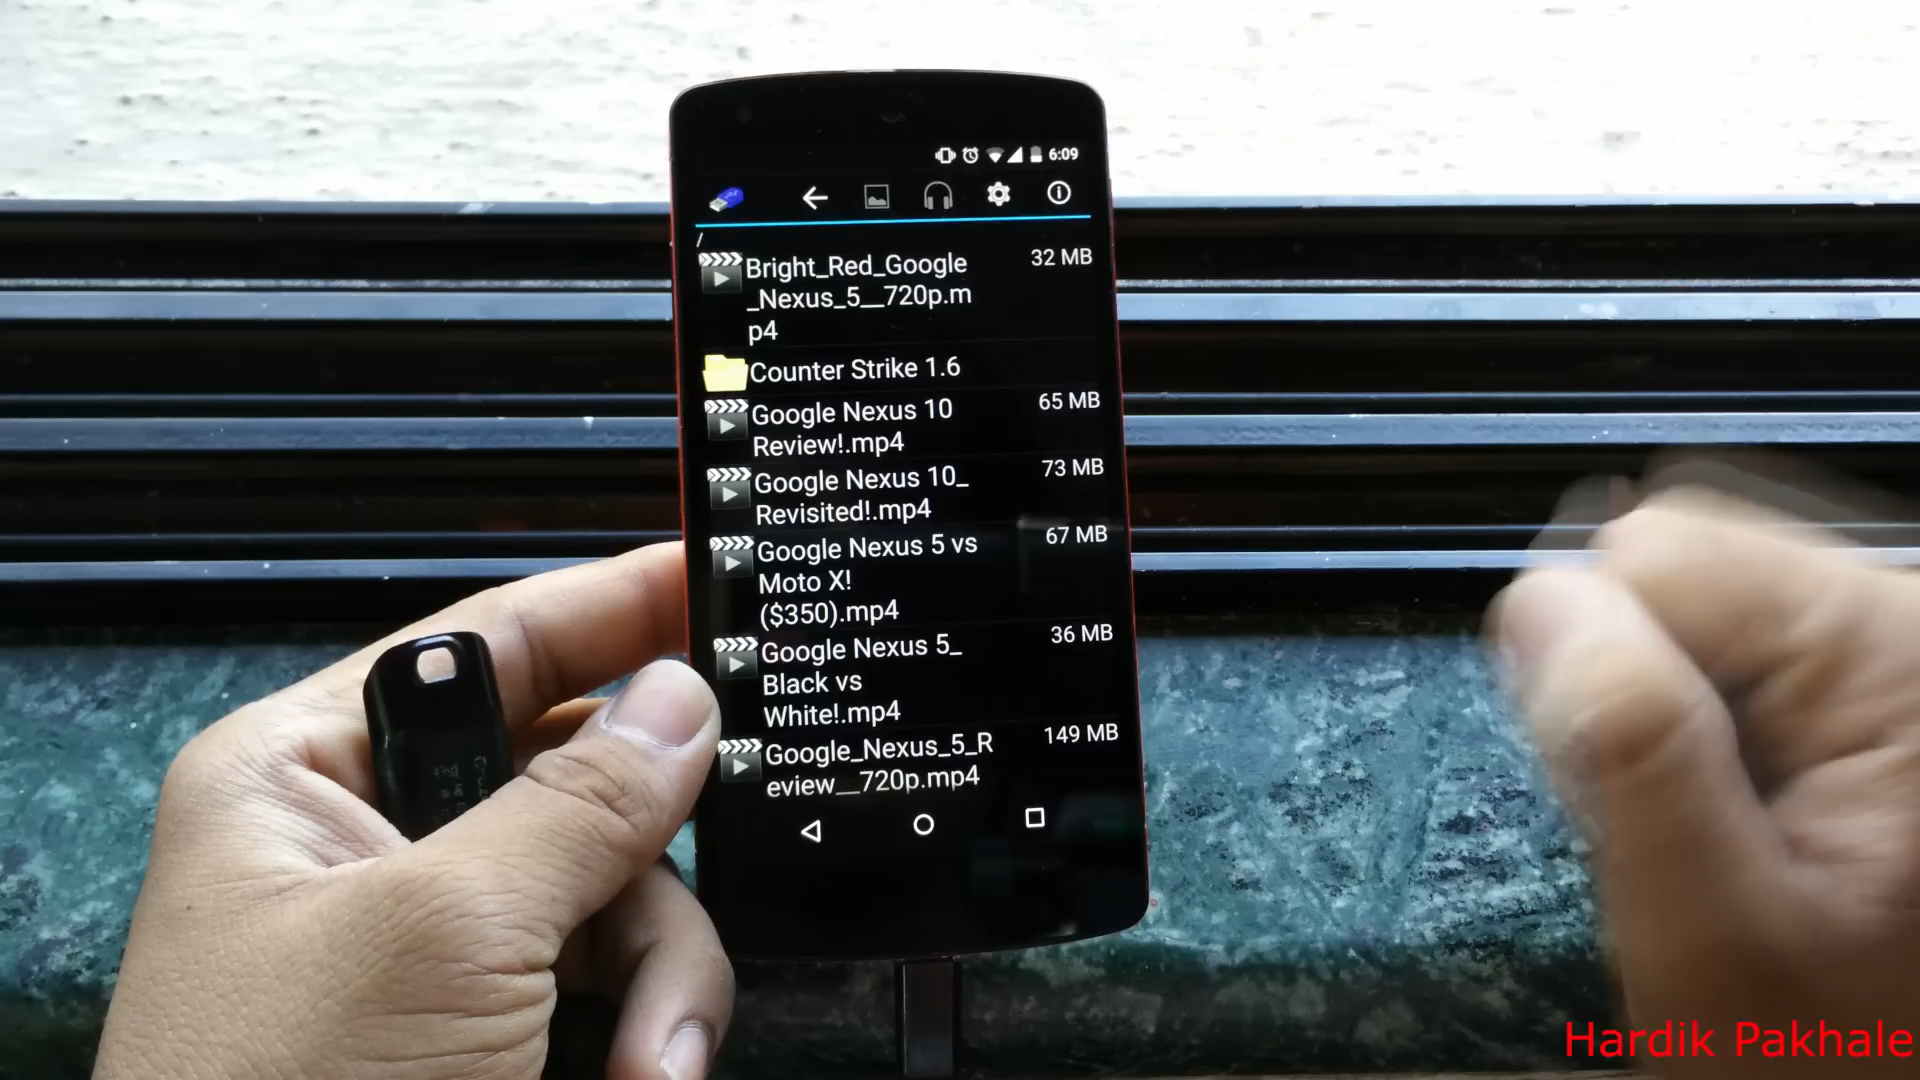 6:09
/
Bright_Red_Google
_Nexus_5__720p.m
p4
32 MB
Counter Strike 1.6
Google Nexus 10
Review!.mp4
65 MB
Google Nexus 10_
Revisited!.mp4
73 MB
Google Nexus 5 vs
Moto X!
($350).mp4
67 MB
Google Nexus 5_
Black vs
White!.mp4
36 MB
Google_Nexus_5_R
eview__720p.mp4
149 MB
Hardik Pakhale